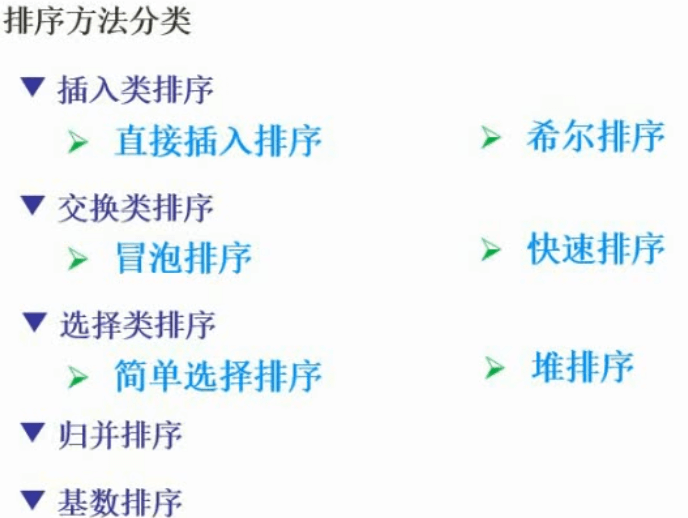 排序方法分类
▼ 插入类排序
➢ 直接插入排序 ➢ 希尔排序
▼ 交换类排序
➢ 冒泡排序 ➢ 快速排序
▼ 选择类排序
➢ 简单选择排序 ➢ 堆排序
▼ 归并排序
▼ 基数排序